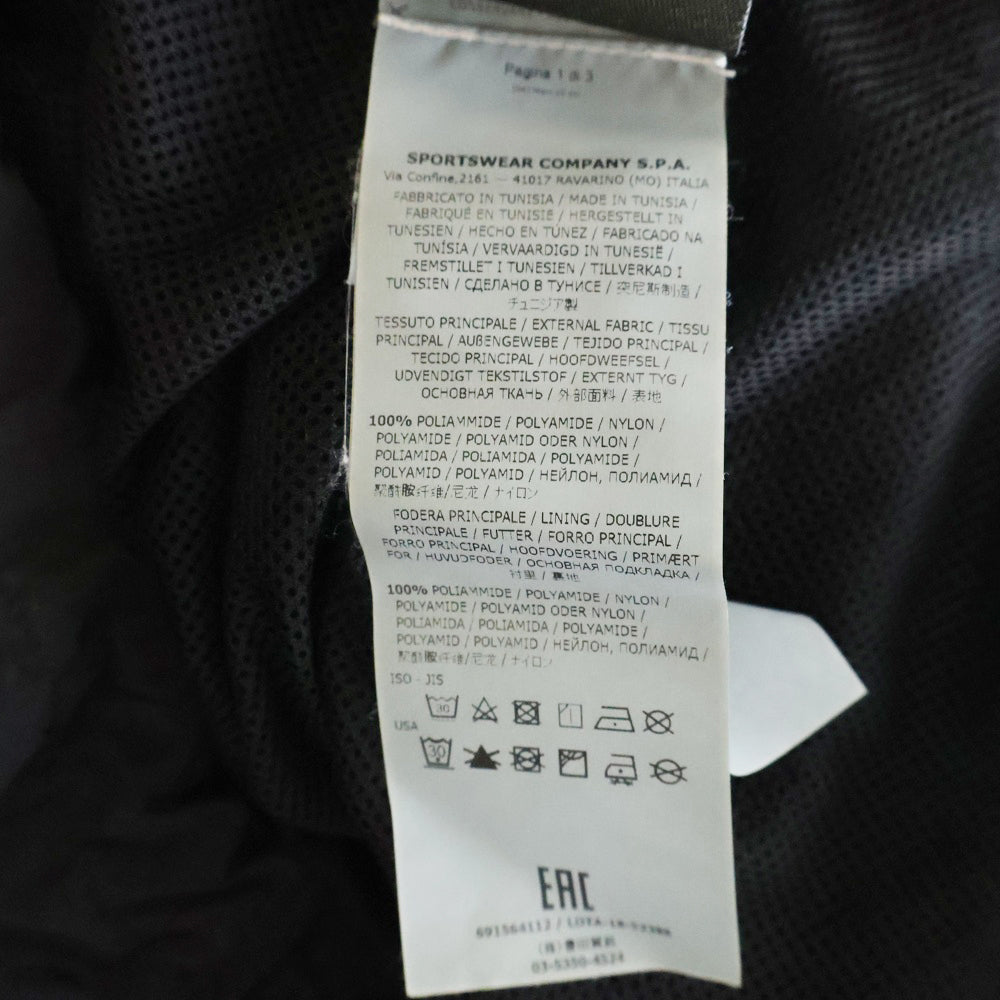 Pagina 1 di 3
SPORTSWEAR COMPANY S.P.A.
Via Confine,2161 — 41017 RAVARINO (MO) ITALIA
FABBRICATO IN TUNISIA / MADE IN TUNISIA /
FABRIQUÉ EN TUNISIE / HERGESTELLT IN
TUNESIEN / HECHO EN TÚNEZ / FABRICADO NA
TUNÍSIA / VERVAARDIGD IN TUNESIË /
FREMSTILLET I TUNESIEN / TILLVERKAD I
TUNISIEN / СДЕЛАНО В ТУНИСЕ / 突尼斯制造 /
チュニジア製
TESSUTO PRINCIPALE / EXTERNAL FABRIC / TISSU
PRINCIPAL / AUßENGEWEBE / TEJIDO PRINCIPAL /
TECIDO PRINCIPAL / HOOFDWEEFSEL /
UDVENDIGT TEKSTILSTOF / EXTERNT TYG /
ОСНОВНАЯ ТКАНЬ / 外部面料 / 表地
100% POLIAMMIDE / POLYAMIDE / NYLON /
POLYAMIDE / POLYAMID ODER NYLON /
POLIAMIDA / POLIAMIDA / POLYAMIDE /
POLYAMID / POLYAMID / НЕЙЛОН, ПОЛИАМИД /
聚酰胺纤维/尼龙 / ナイロン
FODERA PRINCIPALE / LINING / DOUBLURE
PRINCIPALE / FUTTER / FORRO PRINCIPAL /
FORRO PRINCIPAL / HOOFDVOERING / PRIMÆRT
FOR / HUVUDFODER / ОСНОВНАЯ ПОДКЛАДКА /
衬里 / 裏地
100% POLIAMMIDE / POLYAMIDE / NYLON /
POLYAMIDE / POLYAMID ODER NYLON /
POLIAMIDA / POLIAMIDA / POLYAMIDE /
POLYAMID / POLYAMID / НЕЙЛОН, ПОЛИАМИД /
聚酰胺纤维/尼龙 / ナイロン
ISO - JIS
30
USA
30
EAC
691564112 /
03-5350-4524